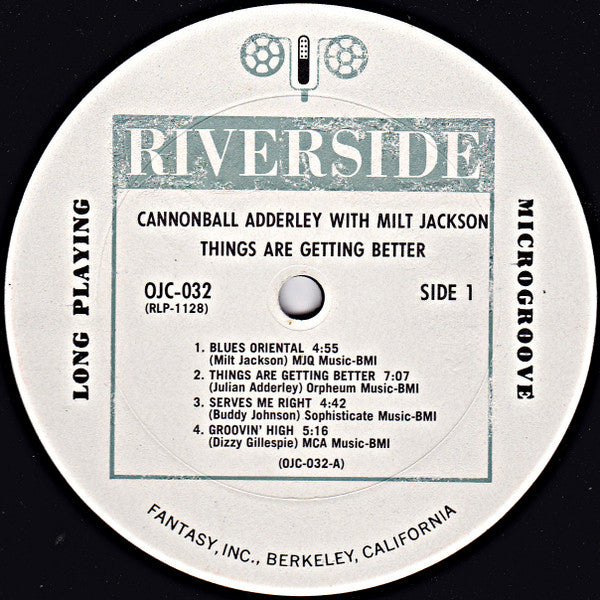 RIVERSIDE
CANNONBALL ADDERLEY WITH MILT JACKSON
THINGS ARE GETTING BETTER
OJC-032
(RLP-1128)
SIDE 1
LONG PLAYING
MICROGROOVE
1. BLUES ORIENTAL 4:55
(Milt Jackson) MJQ Music-BMI
2. THINGS ARE GETTING BETTER 7:07
(Julian Adderley) Orpheum Music-BMI
3. SERVES ME RIGHT 4:42
(Buddy Johnson) Sophisticate Music-BMI
4. GROOVIN' HIGH 5:16
(Dizzy Gillespie) MCA Music-BMI
(OJC-032-A)
FANTASY, INC., BERKELEY, CALIFORNIA